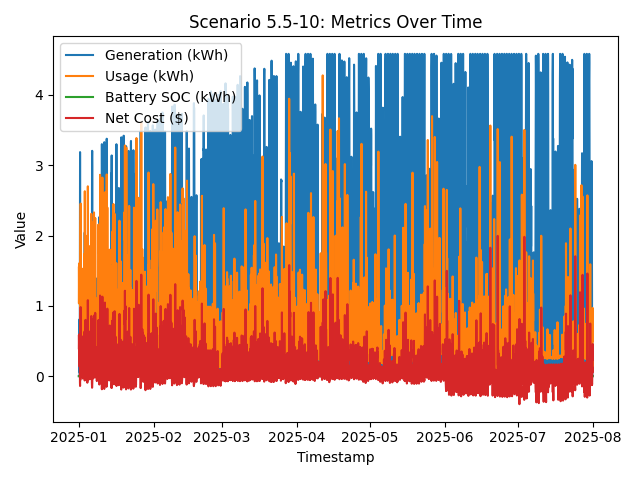 Scenario 5.5-10: Metrics Over Time
Generation (kWh)
Usage (kWh)
Battery SOC (kWh)
Net Cost ($)
Value
4
3
2
1
0
2025-01 2025-02 2025-03 2025-04 2025-05 2025-06 2025-07 2025-08
Timestamp